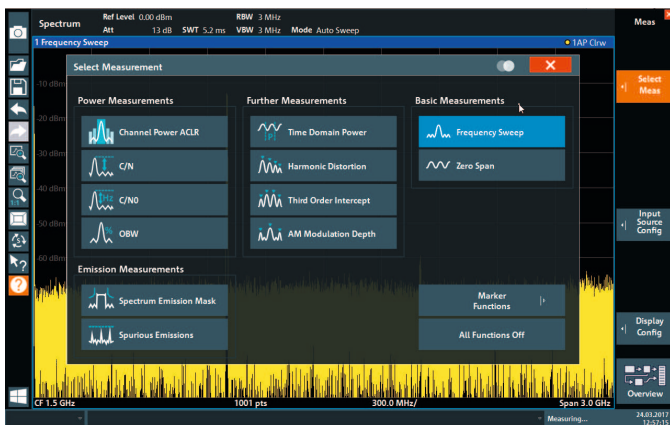 Spectrum
Ref Level 0.00 dBm RBW 3 MHz
Att 13 dB SWT 5.2 ms VBW 3 MHz Mode Auto Sweep
1 Frequency Sweep
1AP Clrw
Meas
Select Measurement
Select
Meas
-10 dBm
-20 dBm
-30 dBm
-40 dBm
-50 dBm
-60 dBm
Power Measurements
Channel Power ACLR
C/N
C/N0
Hz
OBW
%
Further Measurements
Time Domain Power
|P|
Harmonic Distortion
Third Order Intercept
AM Modulation Depth
Basic Measurements
Frequency Sweep
Zero Span
Emission Measurements
Spectrum Emission Mask
Spurious Emissions
Marker
Functions
All Functions Off
Input
Source
Config
Display
Config
Overview
1:1
?
?
CF 1.5 GHz 1001 pts 300.0 MHz/ Span 3.0 GHz
Measuring...
24.03.2017
12:57:15